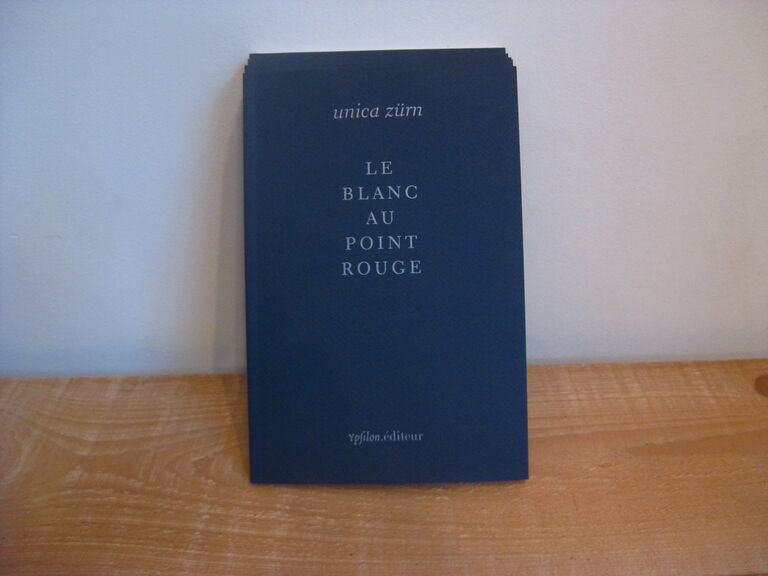 unica zürn
LE
BLANC
AU
POINT
ROUGE
Ypsilon.éditeur